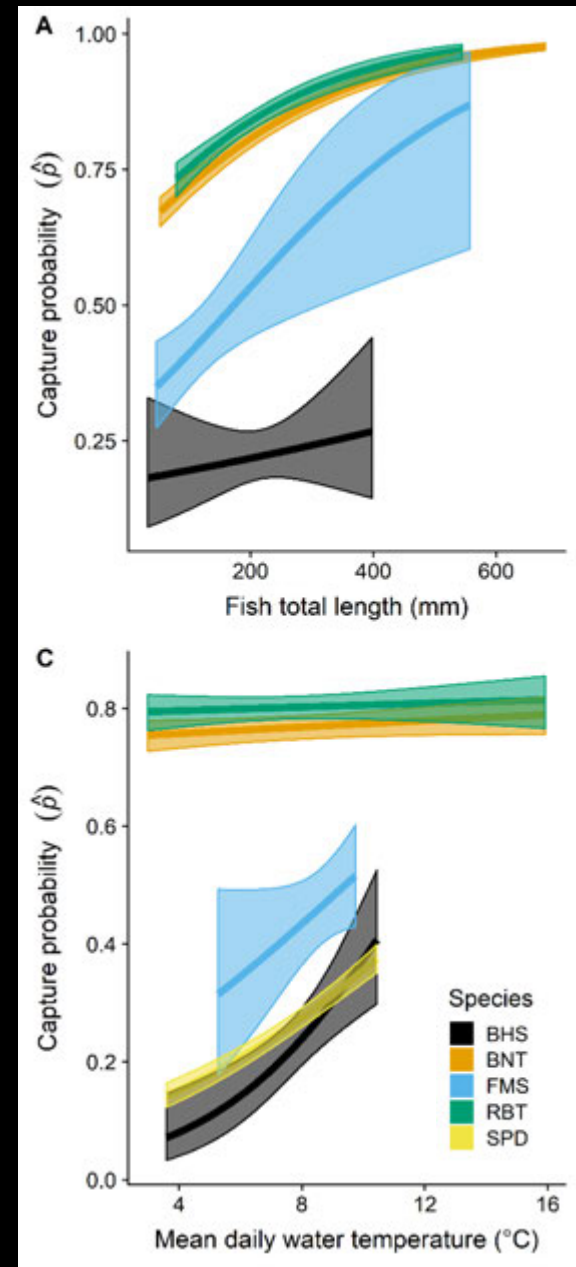 A
1.00
0.75
0.50
0.25
Capture probability (p̂)
200 400 600
Fish total length (mm)
C
0.8
0.6
0.4
0.2
0.0
Capture probability (p̂)
Species
BHS
BNT
FMS
RBT
SPD
4 8 12 16
Mean daily water temperature (°C)